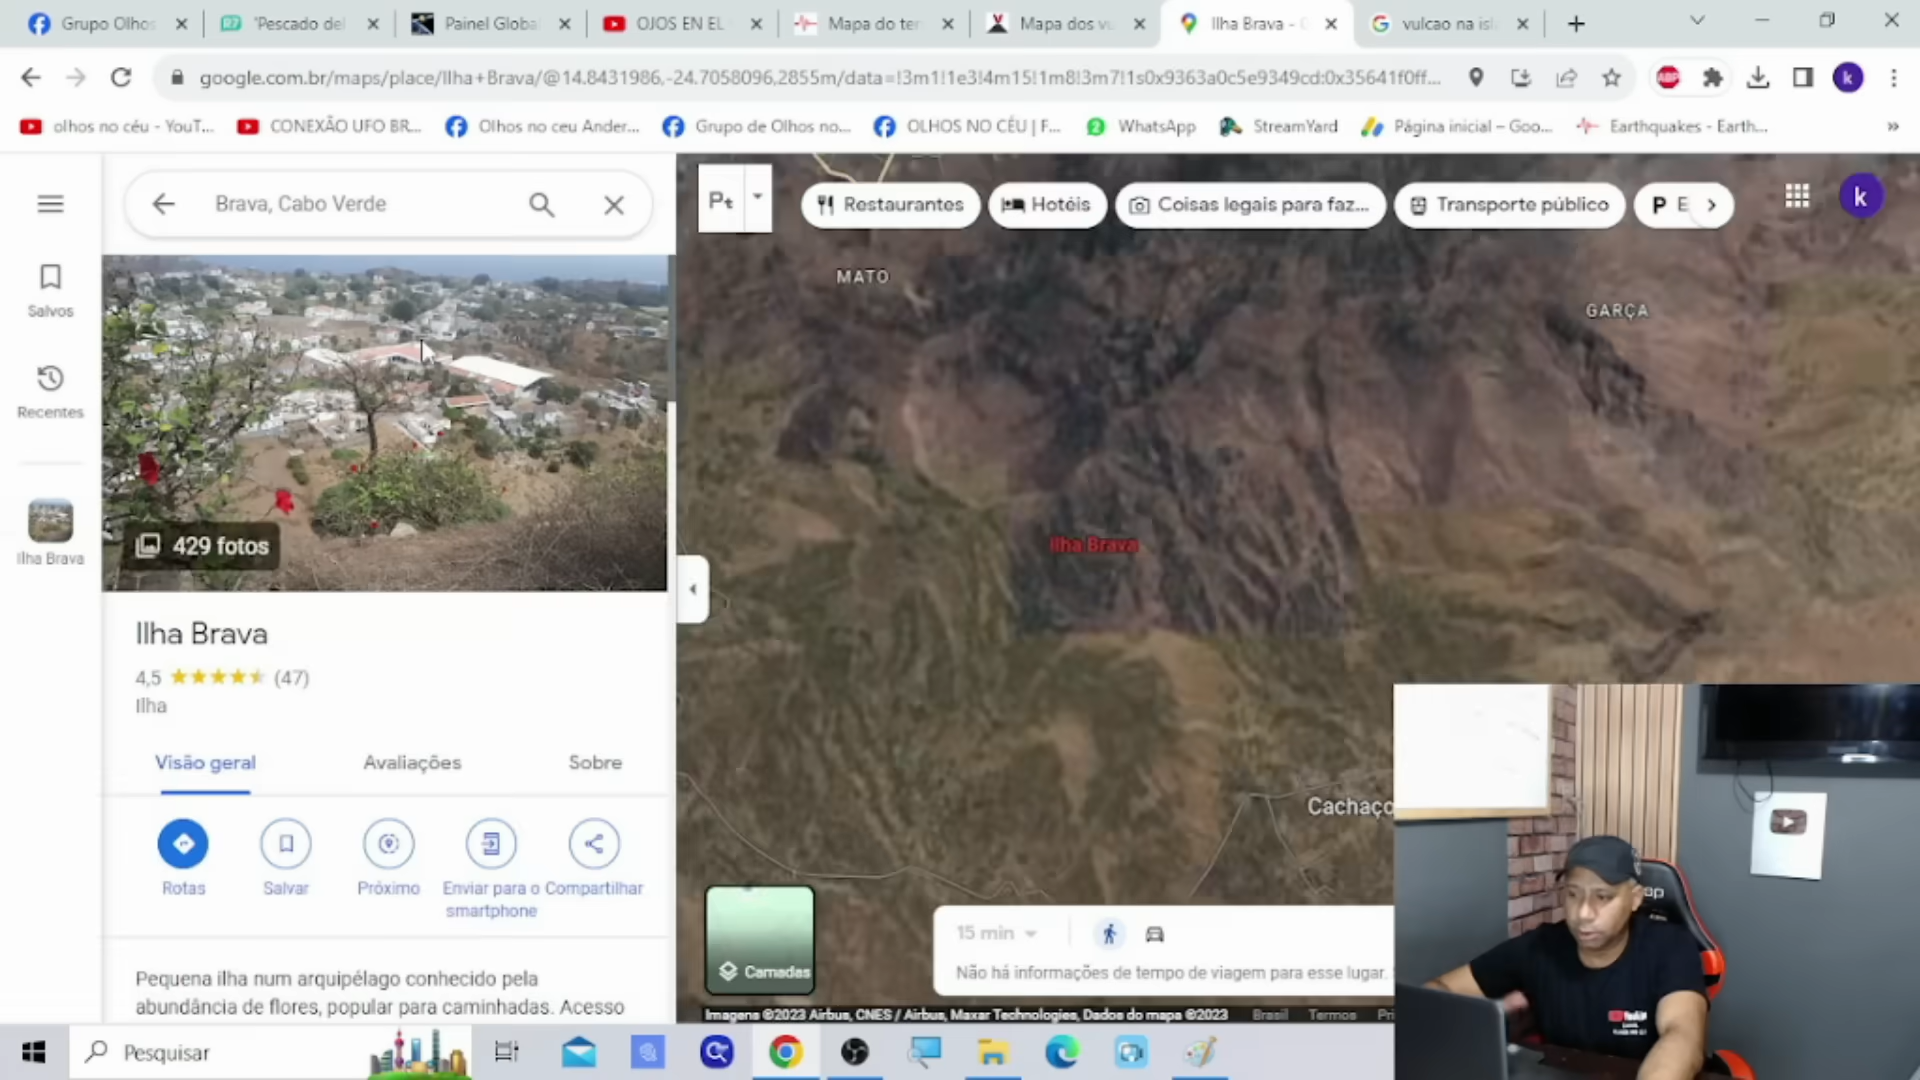 Grupo Olhos
"Pescado del
Painel Globa
OJOS EN EL
Mapa do ter
Mapa dos vu
Ilha Brava - G
vulcao na isl
google.com.br/maps/place/Ilha+Brava/@14.8431986,-24.7058096,2855m/data=!3m1!1e3!4m15!1m8!3m7!1s0x9363a0c5e9349cd:0x35641f0ff...
ABP
k
olhos no céu - YouT...
CONEXÃO UFO BR...
Olhos no ceu Ander...
Grupo de Olhos no...
OLHOS NO CÉU | F...
WhatsApp
StreamYard
Página inicial – Goo...
Earthquakes - Earth...
Brava, Cabo Verde
Pt
Restaurantes
Hotéis
Coisas legais para faz...
Transporte público
P E
k
Salvos
Recentes
Ilha Brava
429 fotos
MATO
GARÇA
Ilha Brava
Cachaço
Ilha Brava
4,5 (47)
Ilha
Visão geral
Avaliações
Sobre
Rotas
Salvar
Próximo
Enviar para o smartphone
Compartilhar
Pequena ilha num arquipélago conhecido pela
abundância de flores, popular para caminhadas. Acesso
Camadas
15 min
Não há informações de tempo de viagem para esse lugar.
Imagens ©2023 Airbus, CNES / Airbus, Maxar Technologies, Dados do mapa ©2023
Brasil
Termos
Pri
Pesquisar